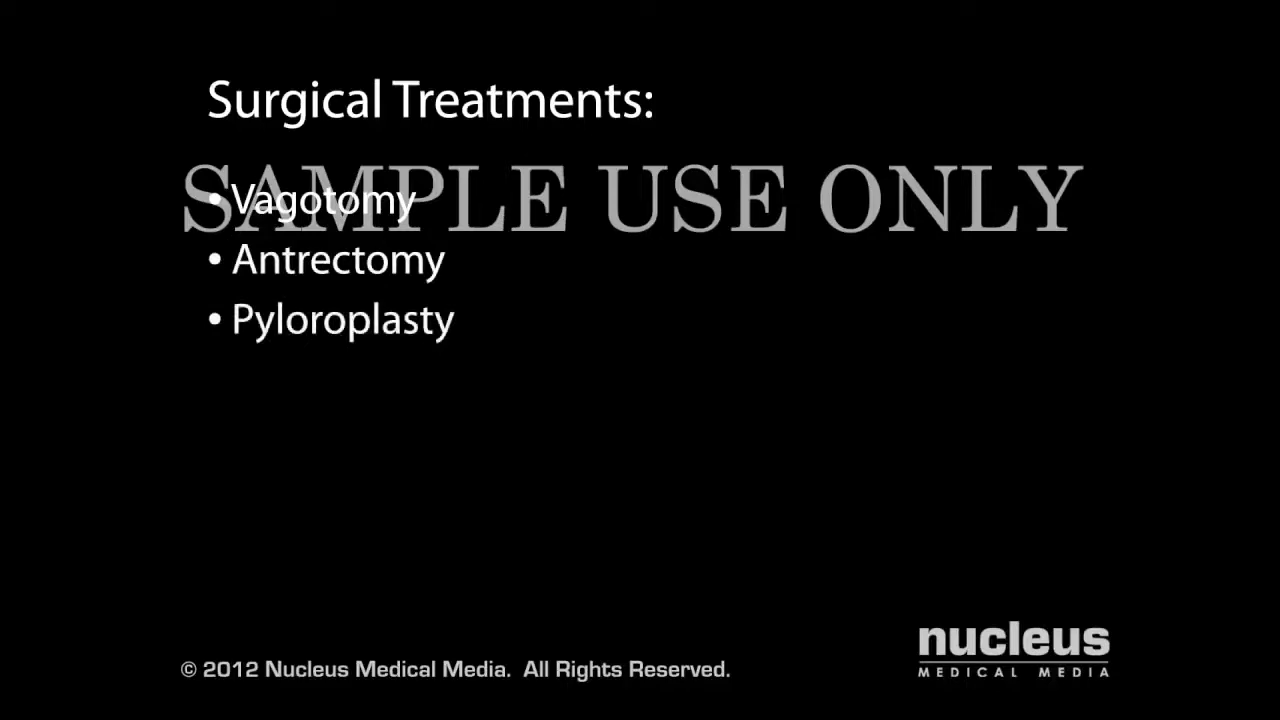 Surgical Treatments:
SAMPLE USE ONLY
• Vagotomy
• Antrectomy
• Pyloroplasty
nucleus
MEDICAL MEDIA
© 2012 Nucleus Medical Media. All Rights Reserved.